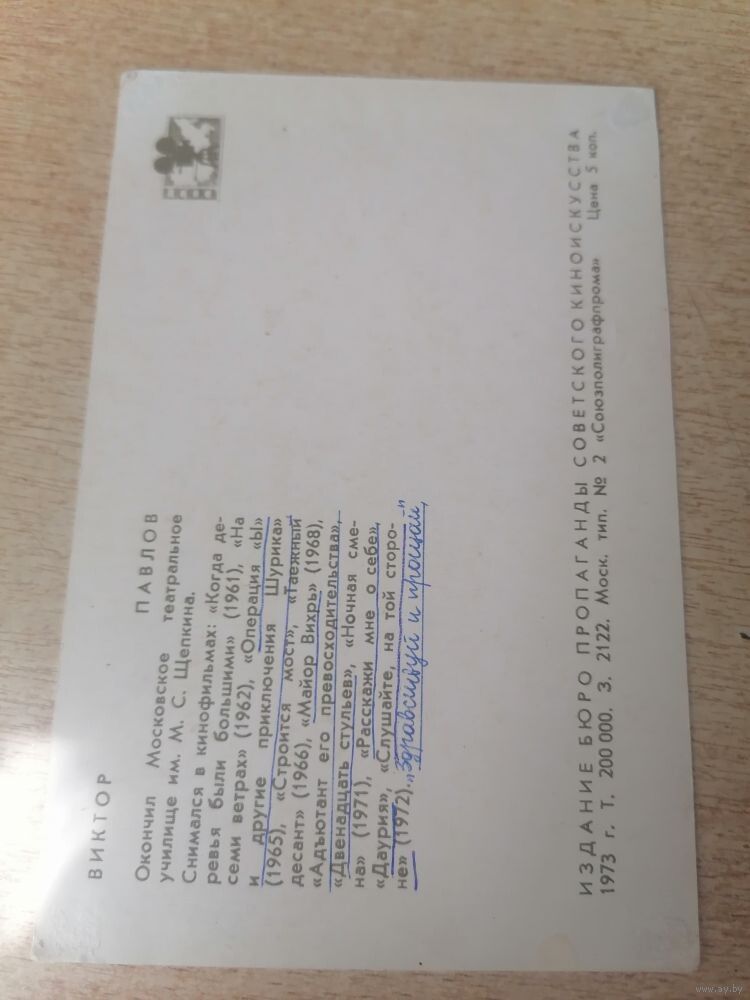 ВИКТОР ПАВЛОВ
Окончил Московское театральное
училище им. М. С. Щепкина.
Снимался в кинофильмах: «Когда де-
ревья были большими» (1961), «На
семи ветрах» (1962), «Операция «Ы»
и другие приключения Шурика»
(1965), «Строится мост», «Таежный
десант» (1966), «Майор Вихрь» (1968),
«Адъютант его превосходительства»,
«Двенадцать стульев», «Ночная сме-
на» (1971), «Расскажи мне о себе»,
«Даурия», «Слушайте, на той сторо-
не» (1972). „Здравствуй и прощай"
ИЗДАНИЕ БЮРО ПРОПАГАНДЫ СОВЕТСКОГО КИНОИСКУССТВА
1973 г. Т. 200 000. З. 2122. Моск. тип. № 2 «Союзполиграфпрома» Цена 5 коп.
www.ay.by